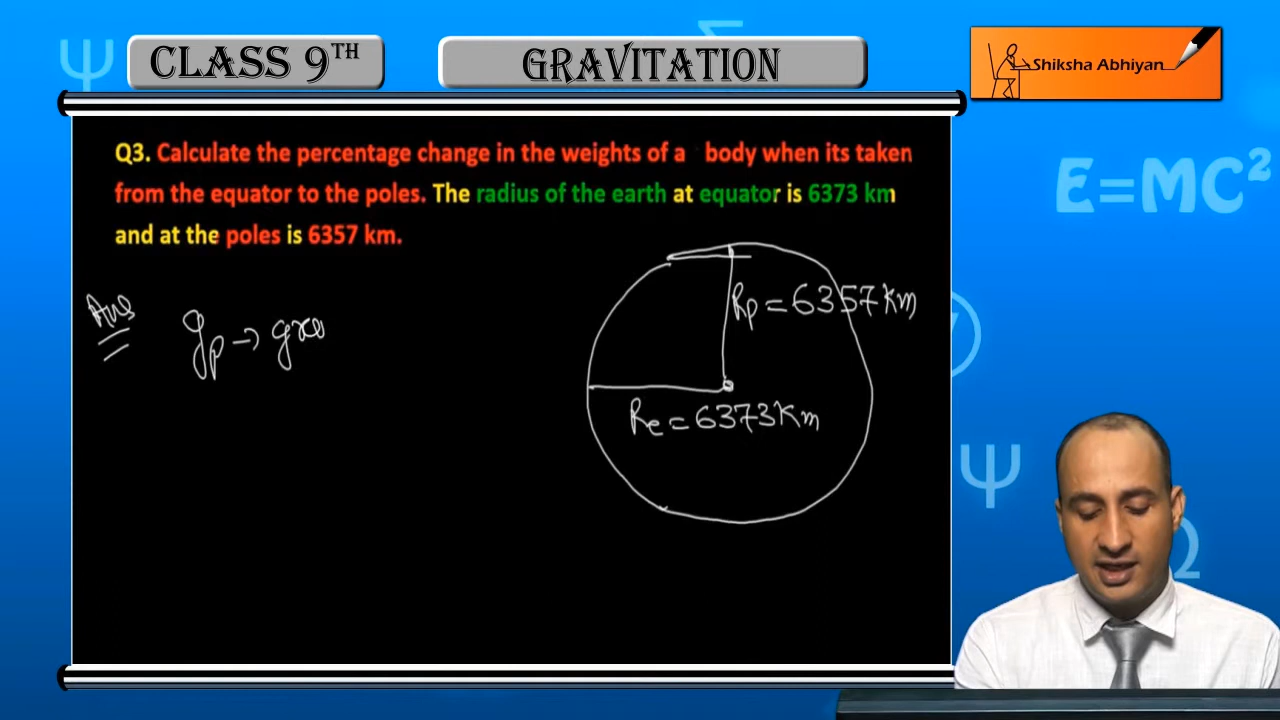 CLASS 9TH
GRAVITATION
Shiksha Abhiyan
Q3. Calculate the percentage change in the weights of a body when its taken
from the equator to the poles. The radius of the earth at equator is 6373 km
and at the poles is 6357 km.
Ans
gp → gra
Rp = 6357 Km
Re = 6373 Km
E=MC²
Ψ
Ψ
Ω
Σ